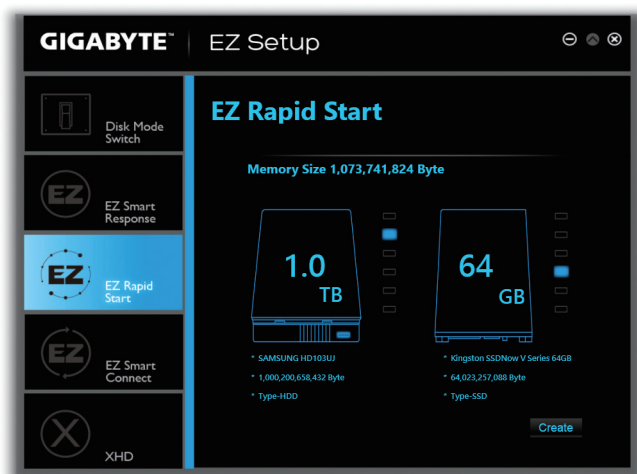 GIGABYTE™ EZ Setup
Disk Mode
Switch
EZ
EZ Smart
Response
EZ
EZ Rapid
Start
EZ
EZ Smart
Connect
X
XHD
EZ Rapid Start
Memory Size 1,073,741,824 Byte
1.0
TB
* SAMSUNG HD103UJ
* 1,000,200,658,432 Byte
* Type-HDD
64
GB
* Kingston SSDNow V Series 64GB
* 64,023,257,088 Byte
* Type-SSD
Create